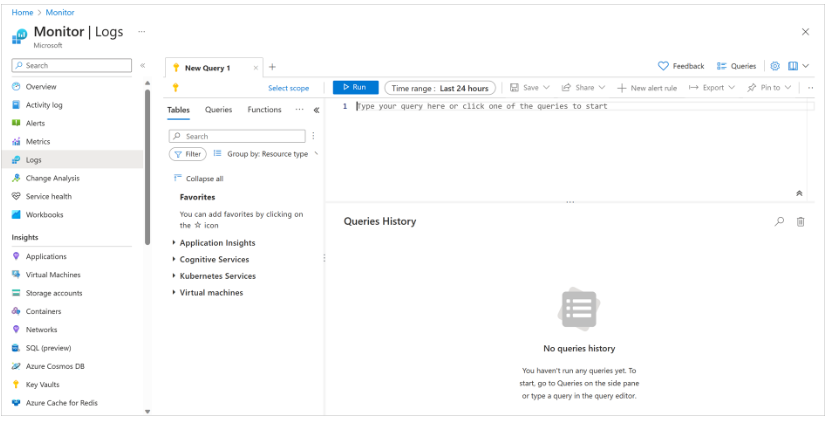 Home > Monitor
Monitor | Logs ...
Microsoft
Search
Overview
Activity log
Alerts
Metrics
Logs
Change Analysis
Service health
Workbooks
Insights
Applications
Virtual Machines
Storage accounts
Containers
Networks
SQL (preview)
Azure Cosmos DB
Key Vaults
Azure Cache for Redis
New Query 1
Feedback
Queries
Select scope
Run
Time range : Last 24 hours
Save
Share
New alert rule
Export
Pin to
Tables Queries Functions ...
Search
Filter
Group by: Resource type
Collapse all
Favorites
You can add favorites by clicking on
the ☆ icon
Application Insights
Cognitive Services
Kubernetes Services
Virtual machines
1 Type your query here or click one of the queries to start
Queries History
No queries history
You haven't run any queries yet. To
start, go to Queries on the side pane
or type a query in the query editor.